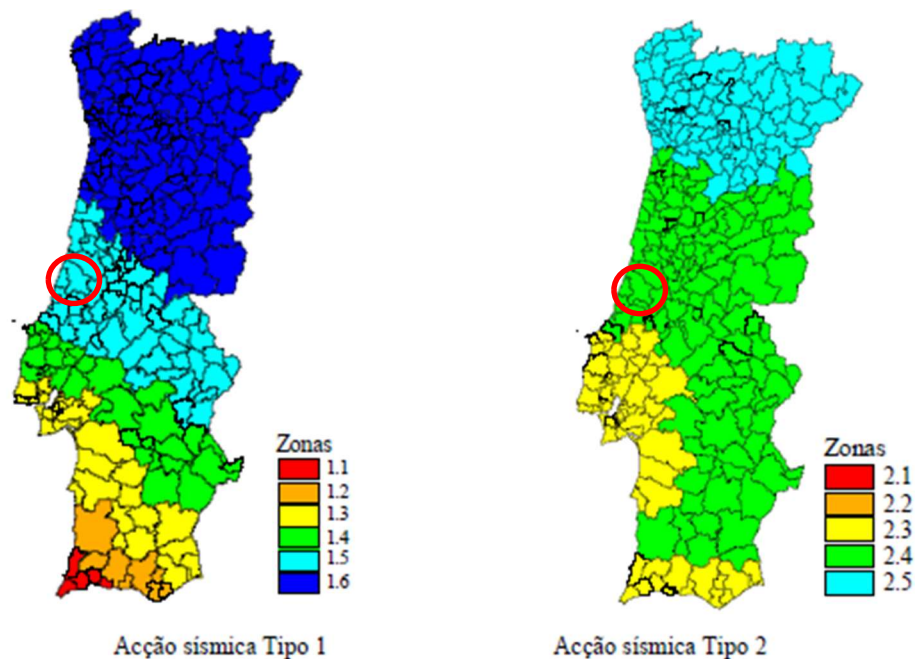 Zonas
1.1
1.2
1.3
1.4
1.5
1.6
Acção sísmica Tipo 1
Zonas
2.1
2.2
2.3
2.4
2.5
Acção sísmica Tipo 2